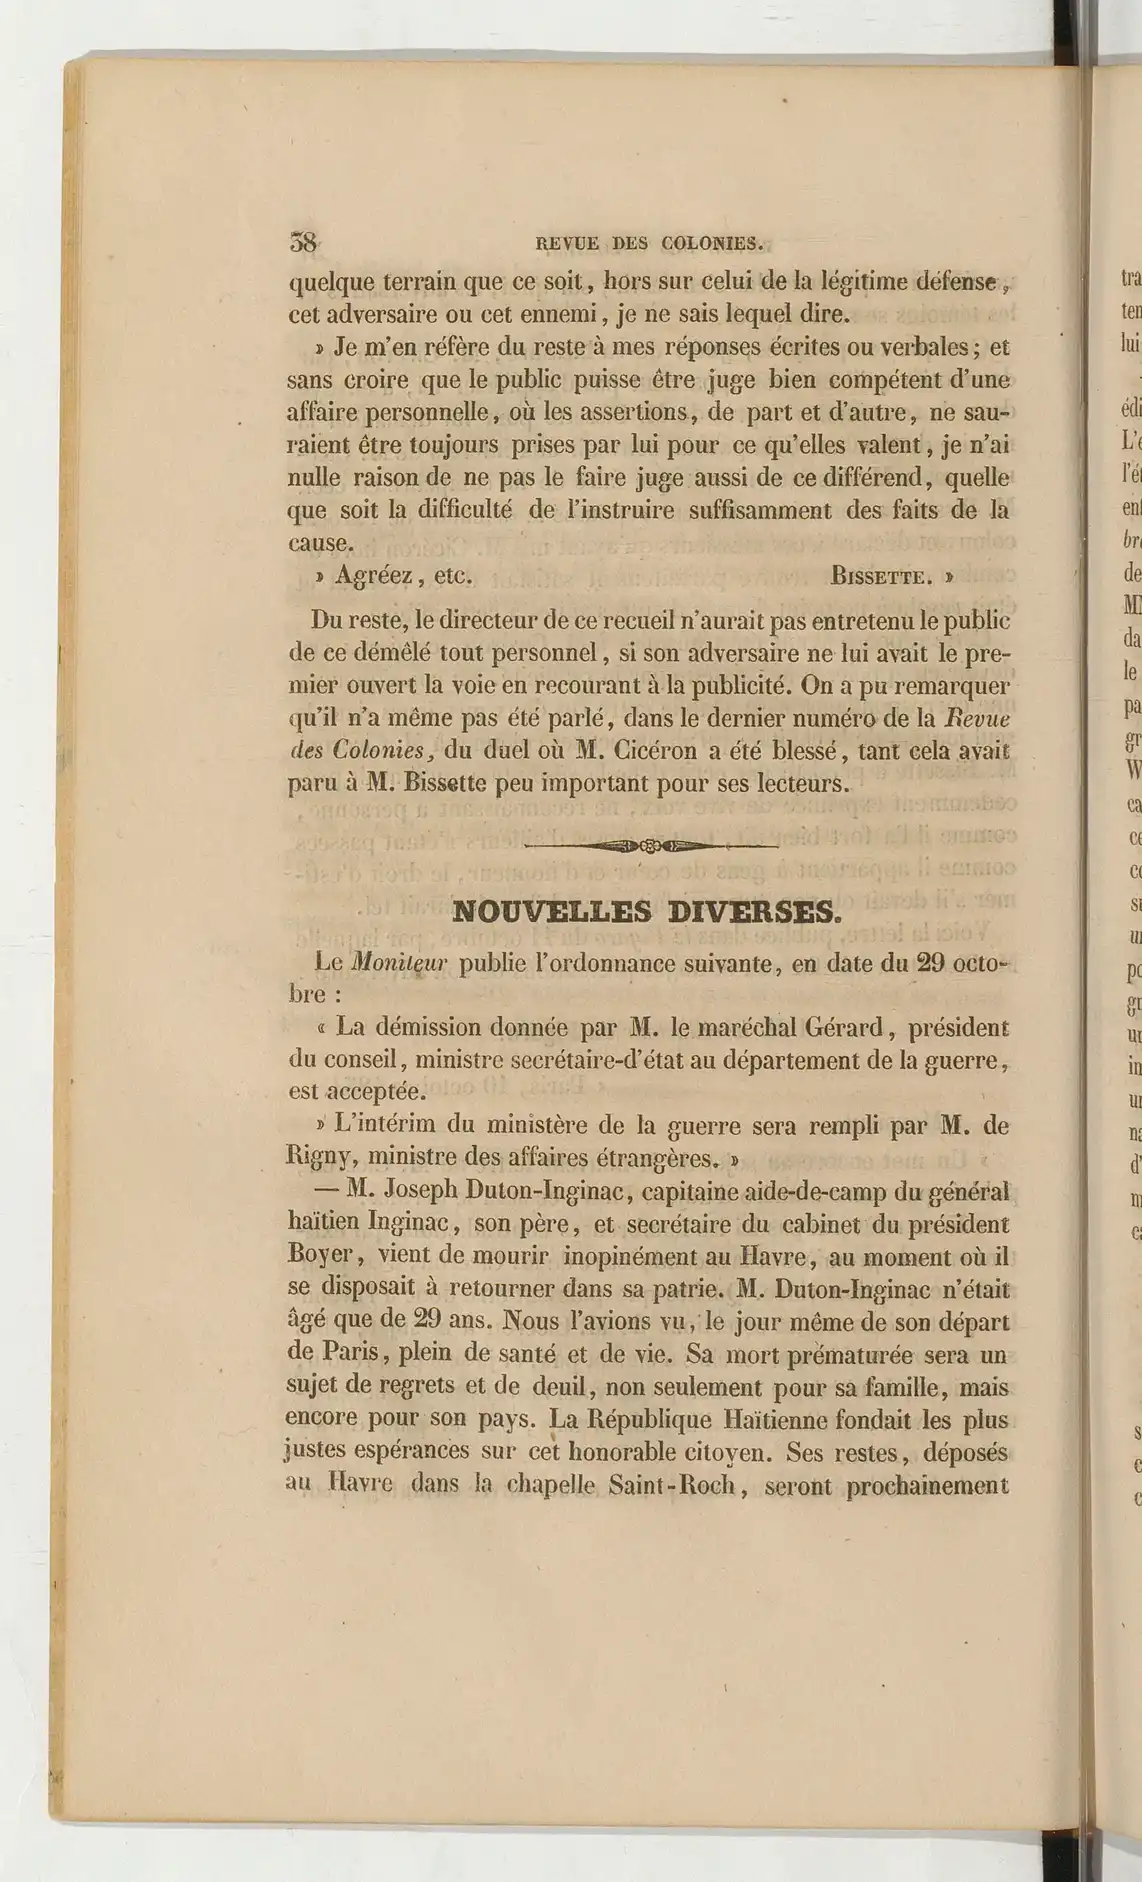 38 REVUE DES COLONIES.
quelque terrain que ce soit, hors sur celui de la légitime défense,
cet adversaire ou cet ennemi, je ne sais lequel dire.
» Je m'en réfère du reste à mes réponses écrites ou verbales; et
sans croire que le public puisse être juge bien compétent d'une
affaire personnelle, où les assertions, de part et d'autre, ne sau-
raient être toujours prises par lui pour ce qu'elles valent, je n'ai
nulle raison de ne pas le faire juge aussi de ce différend, quelle
que soit la difficulté de l'instruire suffisamment des faits de la
cause.
» Agréez, etc. BISSETTE. »
Du reste, le directeur de ce recueil n'aurait pas entretenu le public
de ce démêlé tout personnel, si son adversaire ne lui avait le pre-
mier ouvert la voie en recourant à la publicité. On a pu remarquer
qu'il n'a même pas été parlé, dans le dernier numéro de la Revue
des Colonies, du duel où M. Cicéron a été blessé, tant cela avait
paru à M. Bissette peu important pour ses lecteurs.
NOUVELLES DIVERSES.
Le Moniteur publie l'ordonnance suivante, en date du 29 octo-
bre :
« La démission donnée par M. le maréchal Gérard, président
du conseil, ministre secrétaire-d'état au département de la guerre,
est acceptée.
» L'intérim du ministère de la guerre sera rempli par M. de
Rigny, ministre des affaires étrangères. »
— M. Joseph Duton-Inginac, capitaine aide-de-camp du général
haïtien Inginac, son père, et secrétaire du cabinet du président
Boyer, vient de mourir inopinément au Havre, au moment où il
se disposait à retourner dans sa patrie. M. Duton-Inginac n'était
âgé que de 29 ans. Nous l'avions vu, le jour même de son départ
de Paris, plein de santé et de vie. Sa mort prématurée sera un
sujet de regrets et de deuil, non seulement pour sa famille, mais
encore pour son pays. La République Haïtienne fondait les plus
justes espérances sur cet honorable citoyen. Ses restes, déposés
au Havre dans la chapelle Saint-Roch, seront prochainement